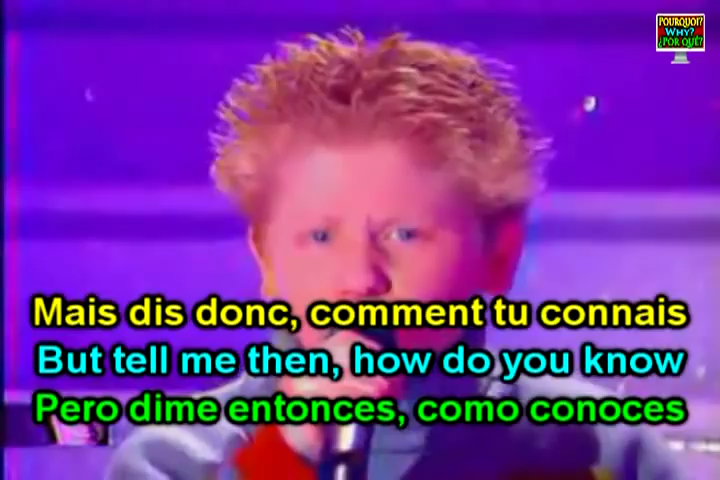 POURQUOI?
WHY?
¿POR QUÉ?
Mais dis donc, comment tu connais
But tell me then, how do you know
Pero dime entonces, como conoces